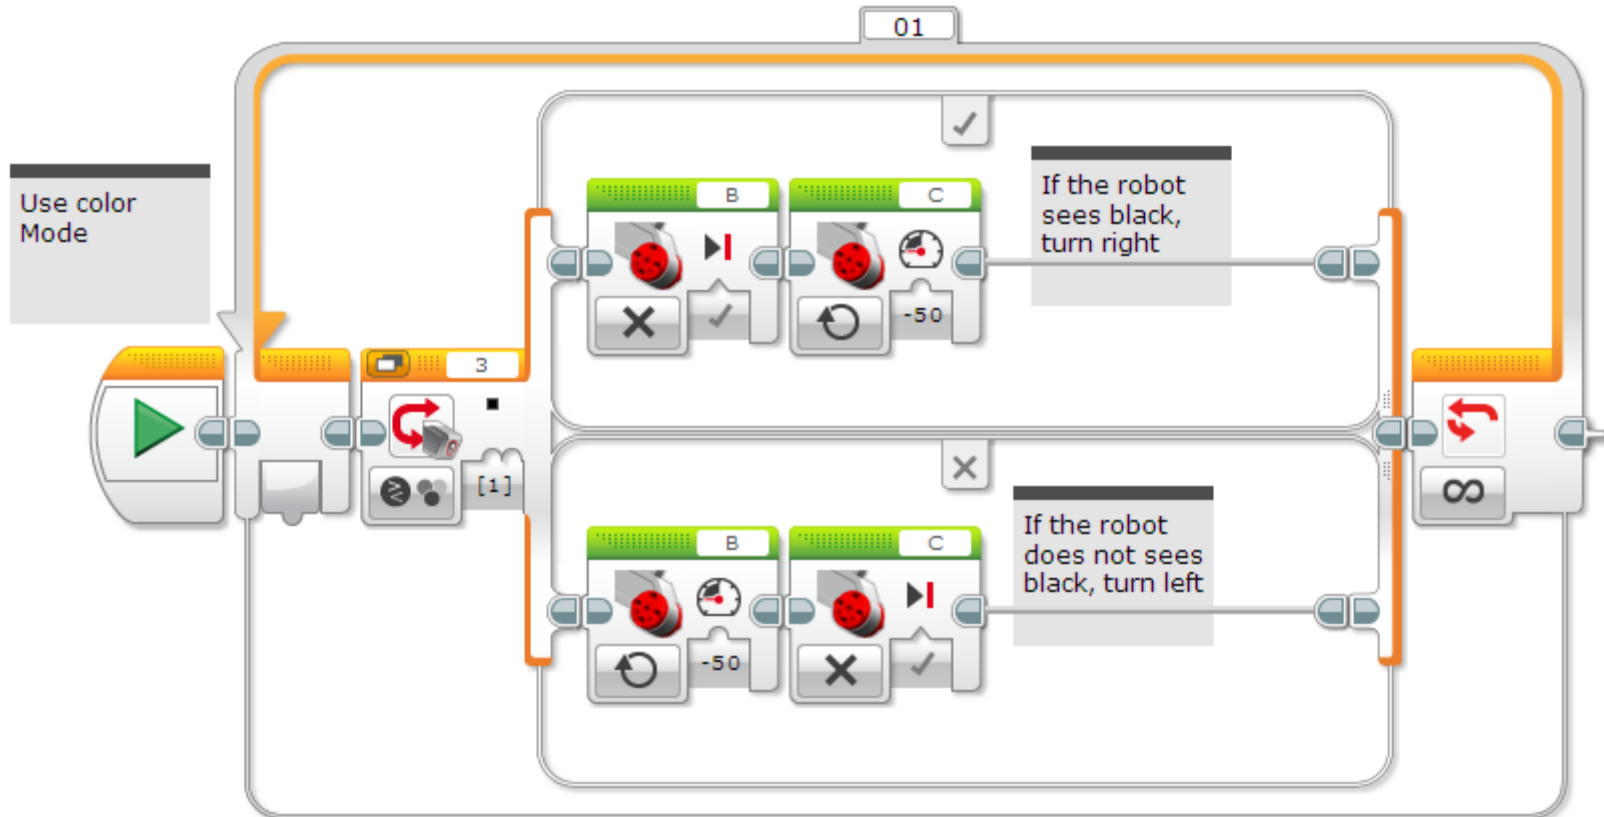 01
Use color
Mode
B
C
If the robot
sees black,
turn right
-50
3
[1]
B
C
If the robot
does not sees
black, turn left
-50